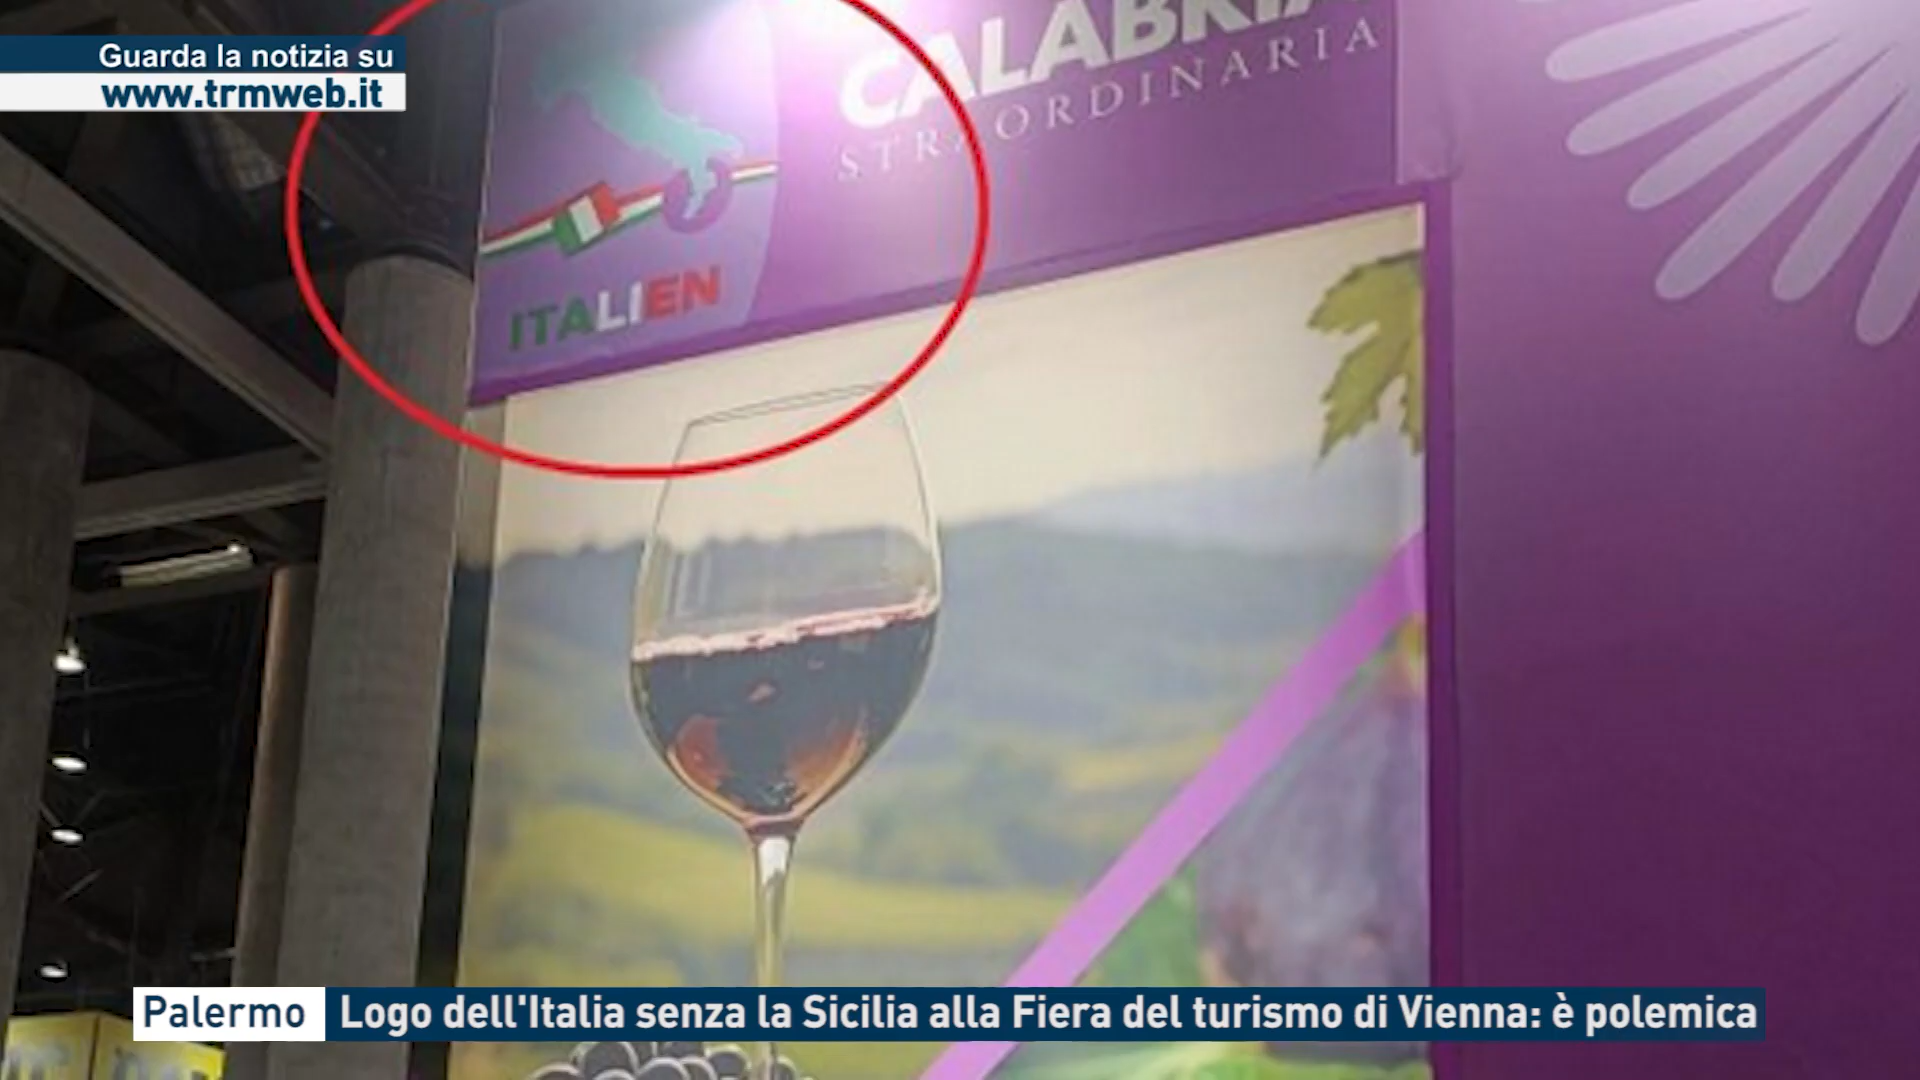 Guarda la notizia su
www.trmweb.it
CALABRIA
STRAORDINARIA
ITALIEN
Palermo
Logo dell'Italia senza la Sicilia alla Fiera del turismo di Vienna: è polemica